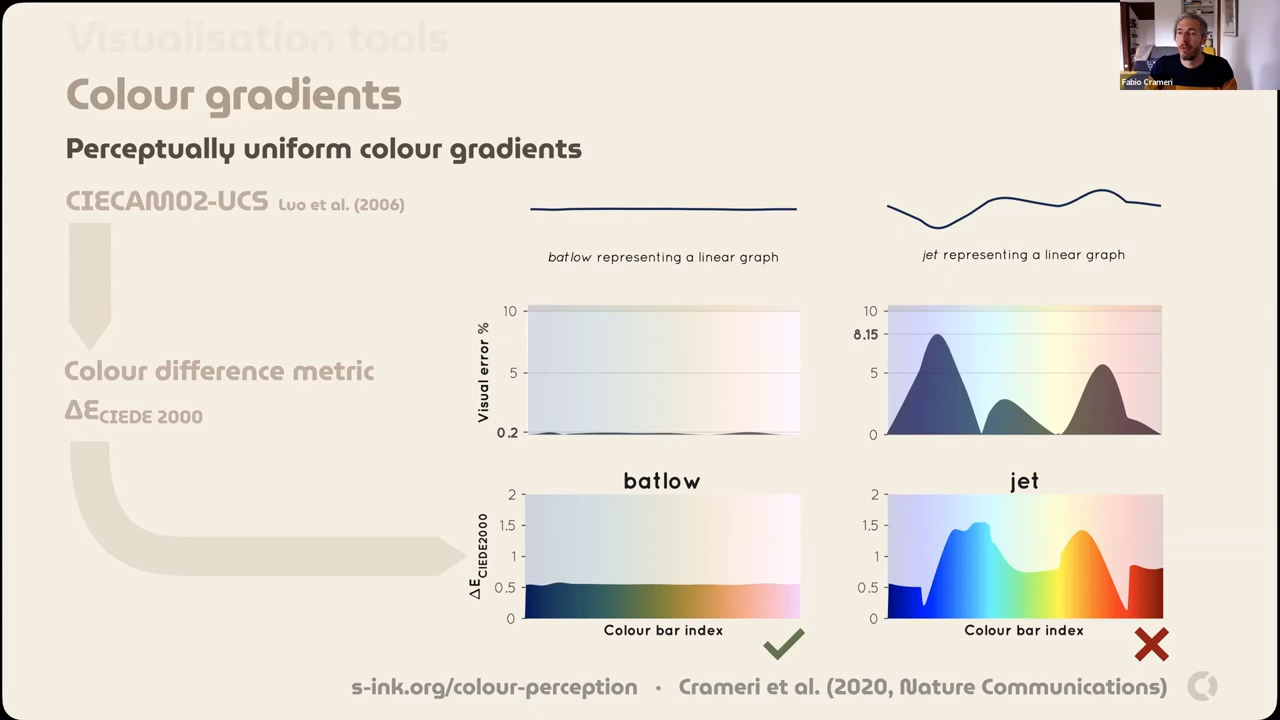 Visualisation tools
Colour gradients
Perceptually uniform colour gradients
CIECAM02-UCS Luo et al. (2006)
Colour difference metric
ΔE CIEDE 2000
batlow representing a linear graph
Visual error %
10
5
0.2
batlow
ΔE CIEDE2000
2
1.5
1
0.5
0
Colour bar index
jet representing a linear graph
10
8.15
5
0
jet
2
1.5
1
0.5
0
Colour bar index
s-ink.org/colour-perception • Crameri et al. (2020, Nature Communications)
Fabio Crameri